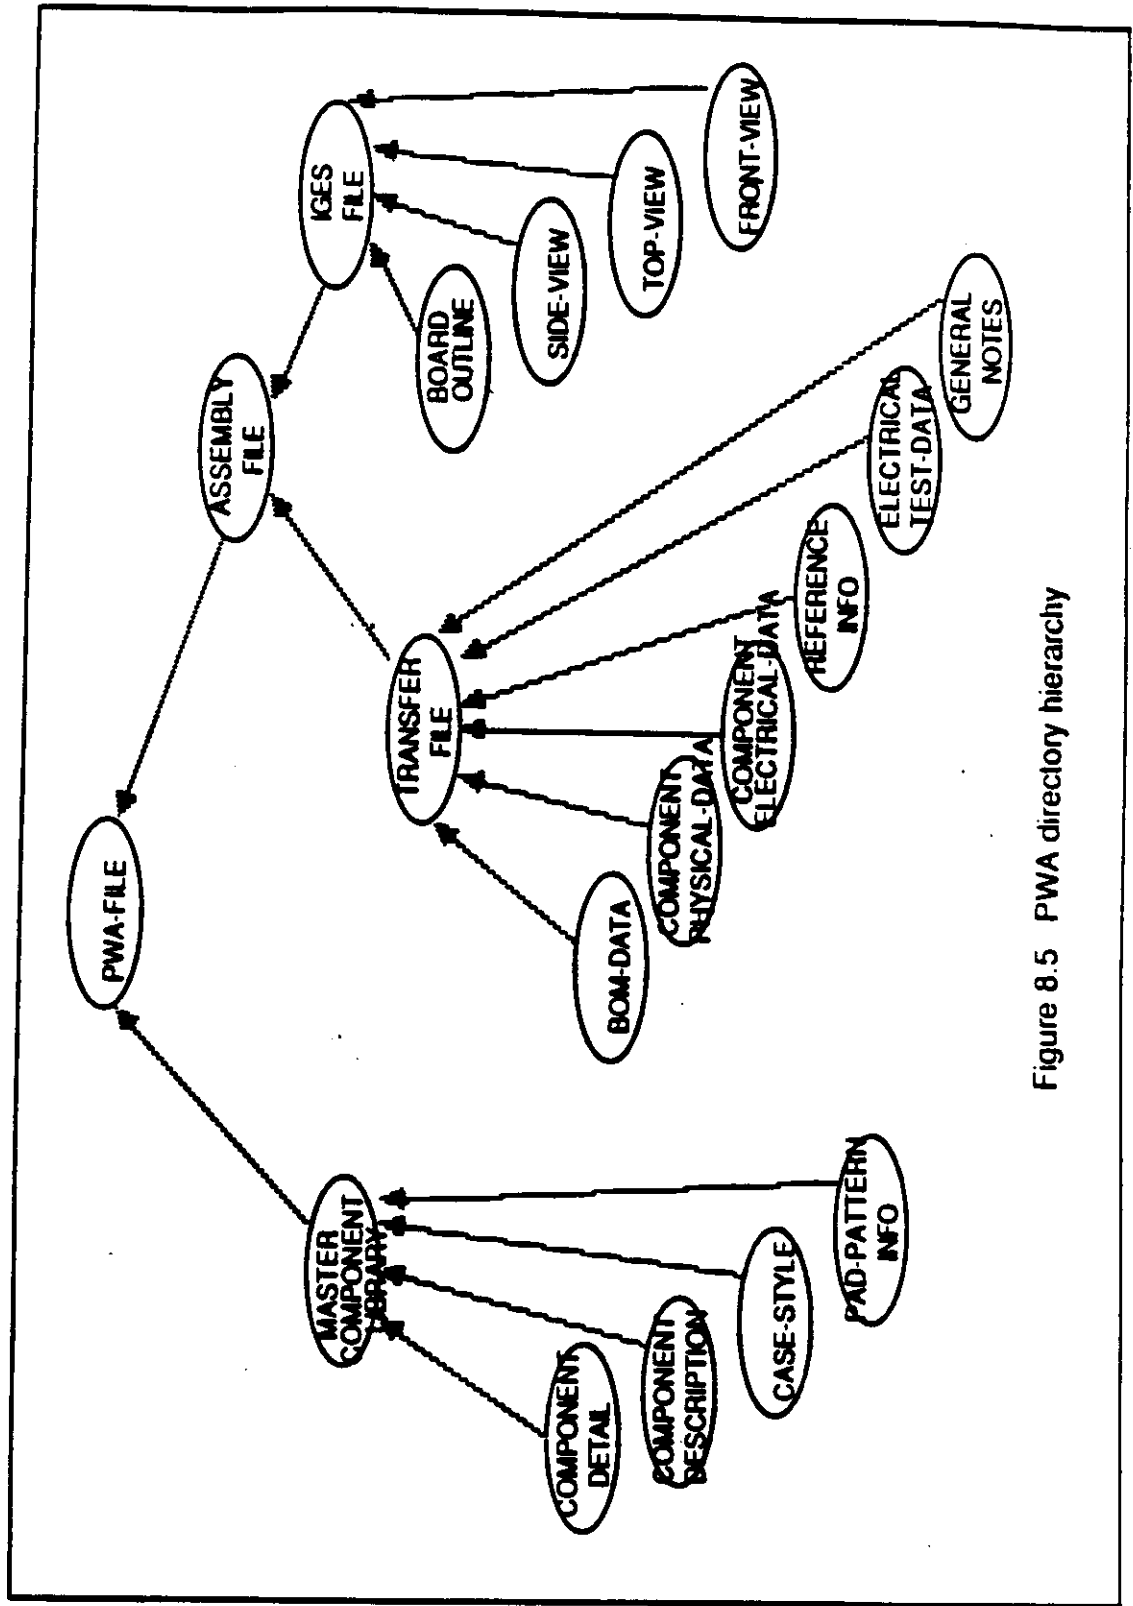 PWA-FILE
ASSEMBLY
FILE
MASTER
COMPONENT
LIBRARY
TRANSFER
FILE
IGES
FILE
COMPONENT
DETAIL
COMPONENT
DESCRIPTION
CASE-STYLE
PAD-PATTERN
INFO
BOM-DATA
COMPONENT
PHYSICAL-DATA
COMPONENT
ELECTRICAL-DATA
REFERENCE
INFO
ELECTRICAL
TEST-DATA
GENERAL
NOTES
BOARD
OUTLINE
SIDE-VIEW
TOP-VIEW
FRONT-VIEW
Figure 8.5 PWA directory hierarchy